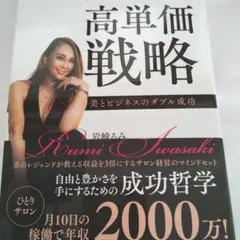 高単価
戦略
美とビジネスのダブル成功
岩崎るみ
Rumi Iwasaki
美のレジェンドが教える収益を3倍にするサロン経営のマインドセット
自由と豊かさを
手にするための
成功哲学
ひとり
サロン
月10日の
稼働で年収
2000万!